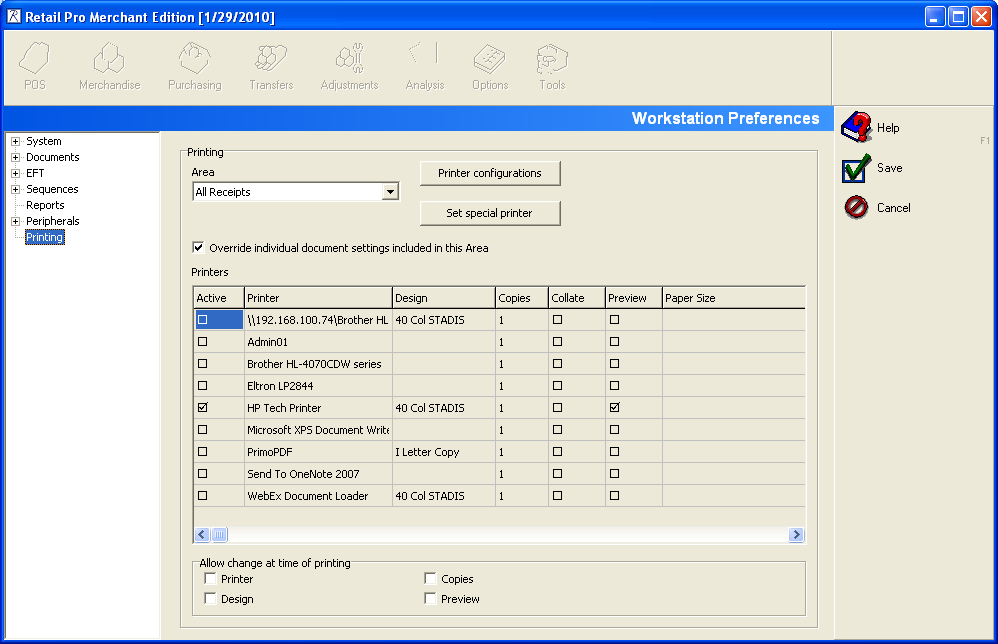 Retail Pro Merchant Edition [1/29/2010]
POS Merchandise Purchasing Transfers Adjustments Analysis Options Tools
Workstation Preferences
System
Documents
EFT
Sequences
Reports
Peripherals
Printing
Printing
Area
All Receipts
Printer configurations
Set special printer
Override individual document settings included in this Area
Printers
Active Printer Design Copies Collate Preview Paper Size
\\192.168.100.74\Brother HL 40 Col STADIS 1
Admin01 1
Brother HL-4070CDW series 1
Eltron LP2844 1
HP Tech Printer 40 Col STADIS 1
Microsoft XPS Document Write 1
PrimoPDF I Letter Copy 1
Send To OneNote 2007 1
WebEx Document Loader 40 Col STADIS 1
Allow change at time of printing
Printer Copies
Design Preview
Help F1
Save
Cancel